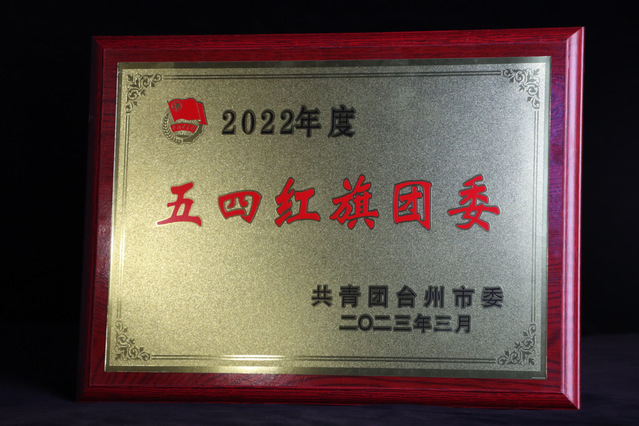 2022年度
五四红旗团委
共青团台州市委
二〇二三年三月